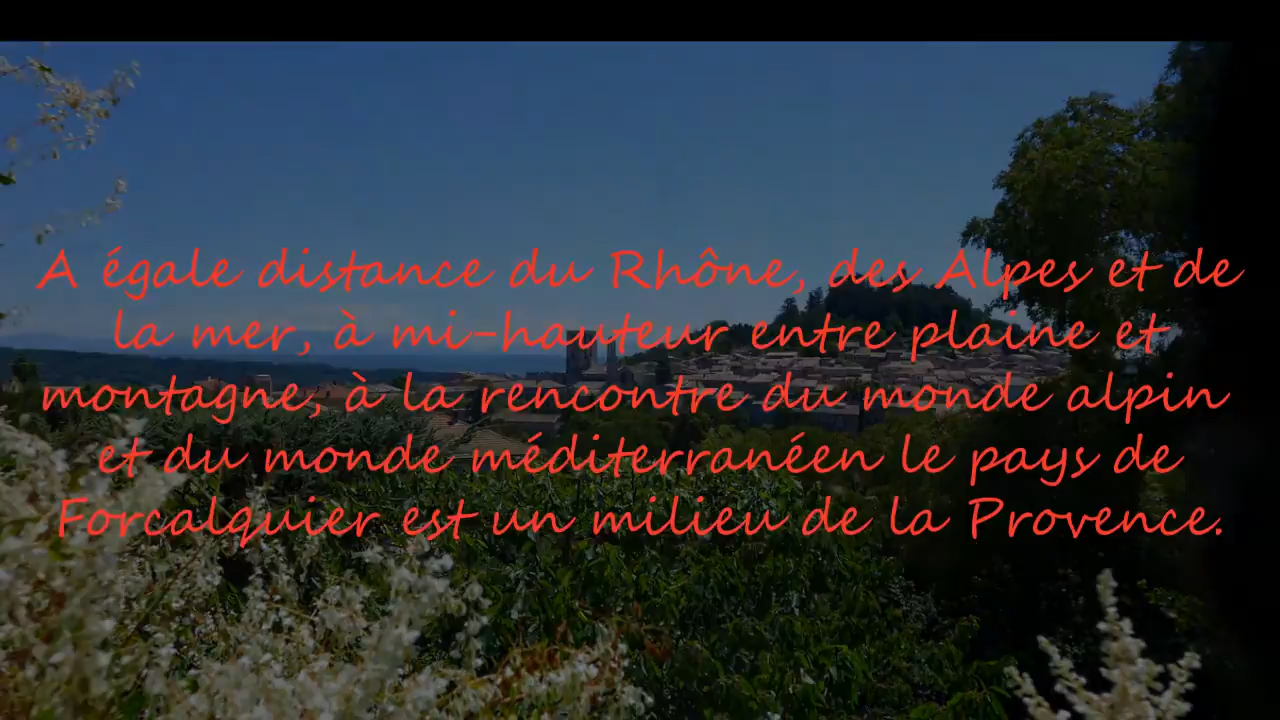 A égale distance du Rhône, des Alpes et de
la mer, à mi-hauteur entre plaine et
montagne, à la rencontre du monde alpin
et du monde méditerranéen le pays de
Forcalquier est un milieu de la Provence.